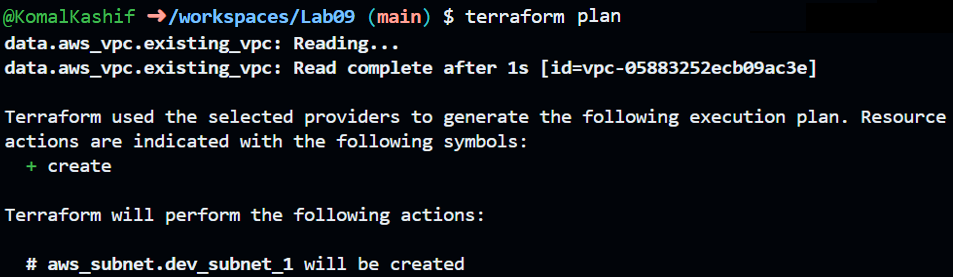 @KomalKashif ➜/workspaces/Lab09 (main) $ terraform plan
data.aws_vpc.existing_vpc: Reading...
data.aws_vpc.existing_vpc: Read complete after 1s [id=vpc-05883252ecb09ac3e]
Terraform used the selected providers to generate the following execution plan. Resource
actions are indicated with the following symbols:
+ create
Terraform will perform the following actions:
# aws_subnet.dev_subnet_1 will be created